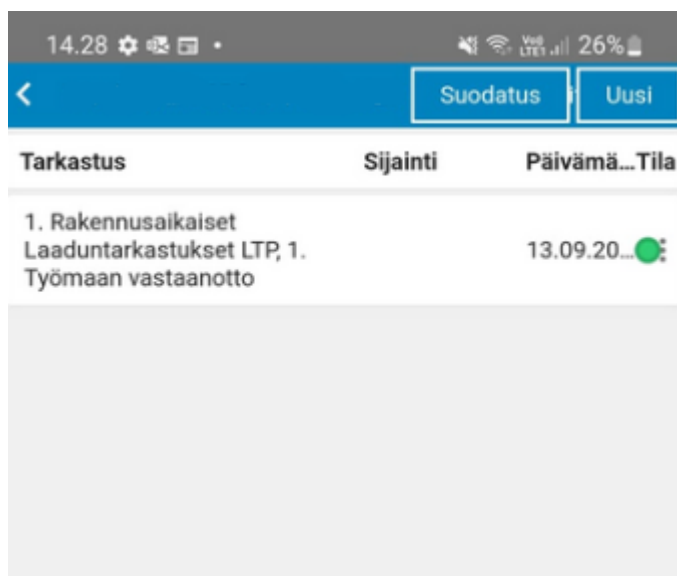 14.28 26%
Suodatus Uusi
Tarkastus Sijainti Päivämä...Tila
1. Rakennusaikaiset
Laaduntarkastukset LTP, 1. 13.09.20...
Työmaan vastaanotto